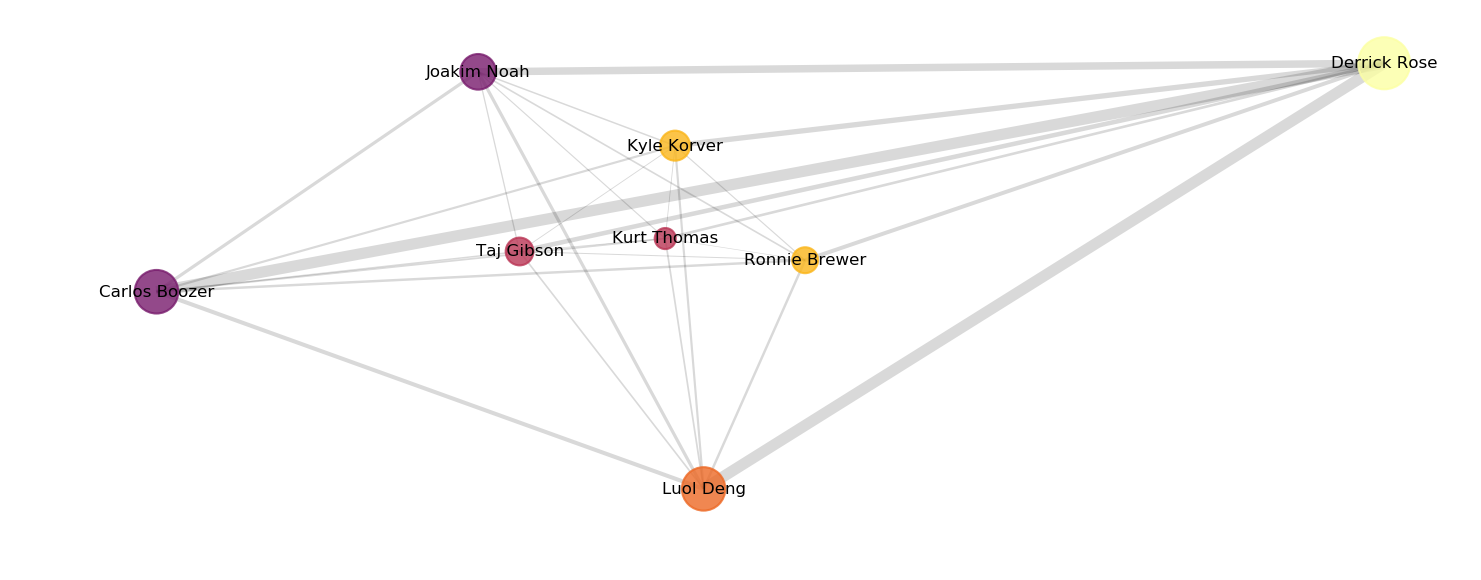 Derrick Rose
Joakim Noah
Kyle Korver
Kurt Thomas
Taj Gibson
Ronnie Brewer
Carlos Boozer
Luol Deng